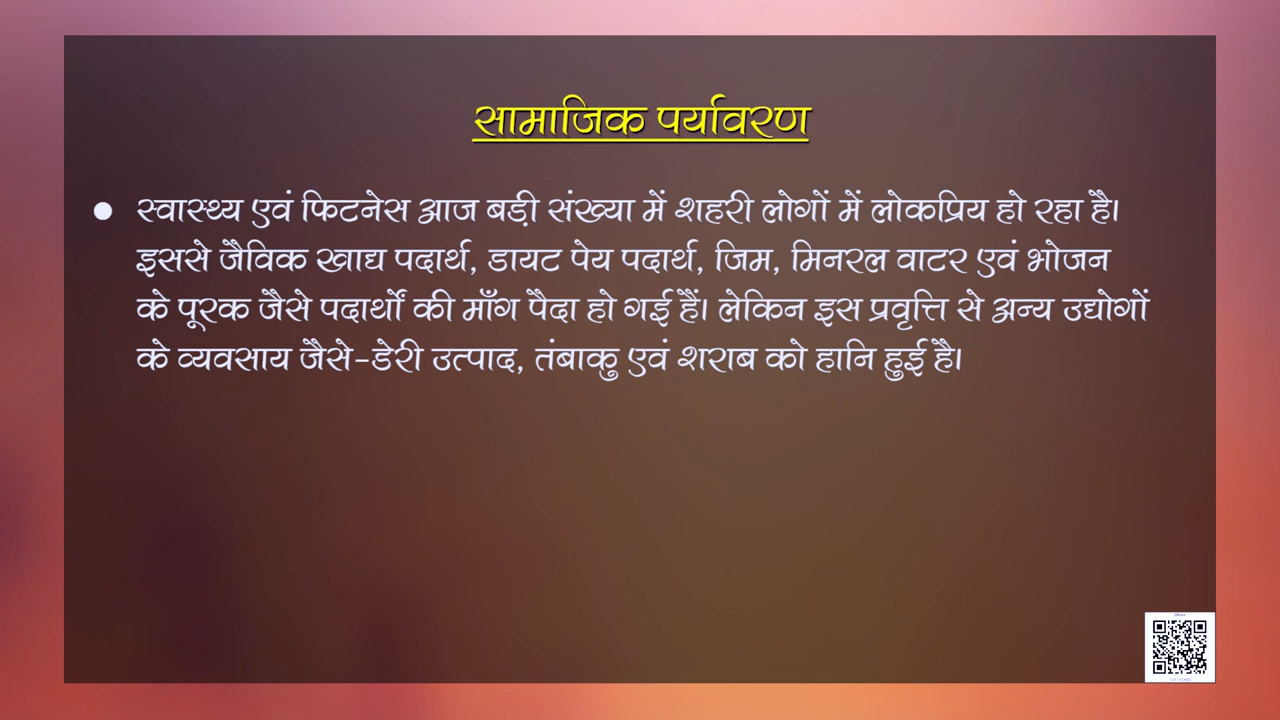 सामाजिक पर्यावरण
● स्वास्थ्य एवं फिटनेस आज बड़ी संख्या में शहरी लोगों में लोकप्रिय हो रहा है।
इससे जैविक खाद्य पदार्थ, डायट पेय पदार्थ, जिम, मिनरल वाटर एवं भोजन
के पूरक जैसे पदार्थों की माँग पैदा हो गई हैं। लेकिन इस प्रवृत्ति से अन्य उद्योगों
के व्यवसाय जैसे-डेरी उत्पाद, तंबाकु एवं शराब को हानि हुई है।